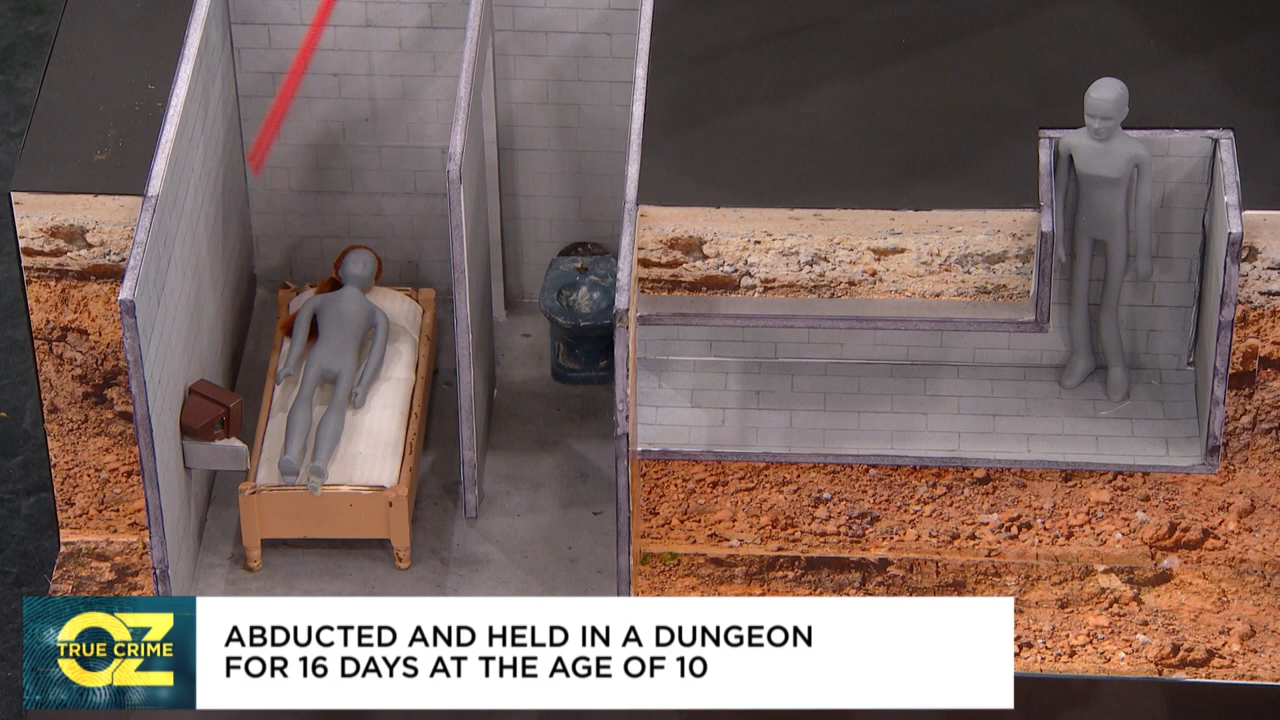 OZ
TRUE CRIME
ABDUCTED AND HELD IN A DUNGEON
FOR 16 DAYS AT THE AGE OF 10